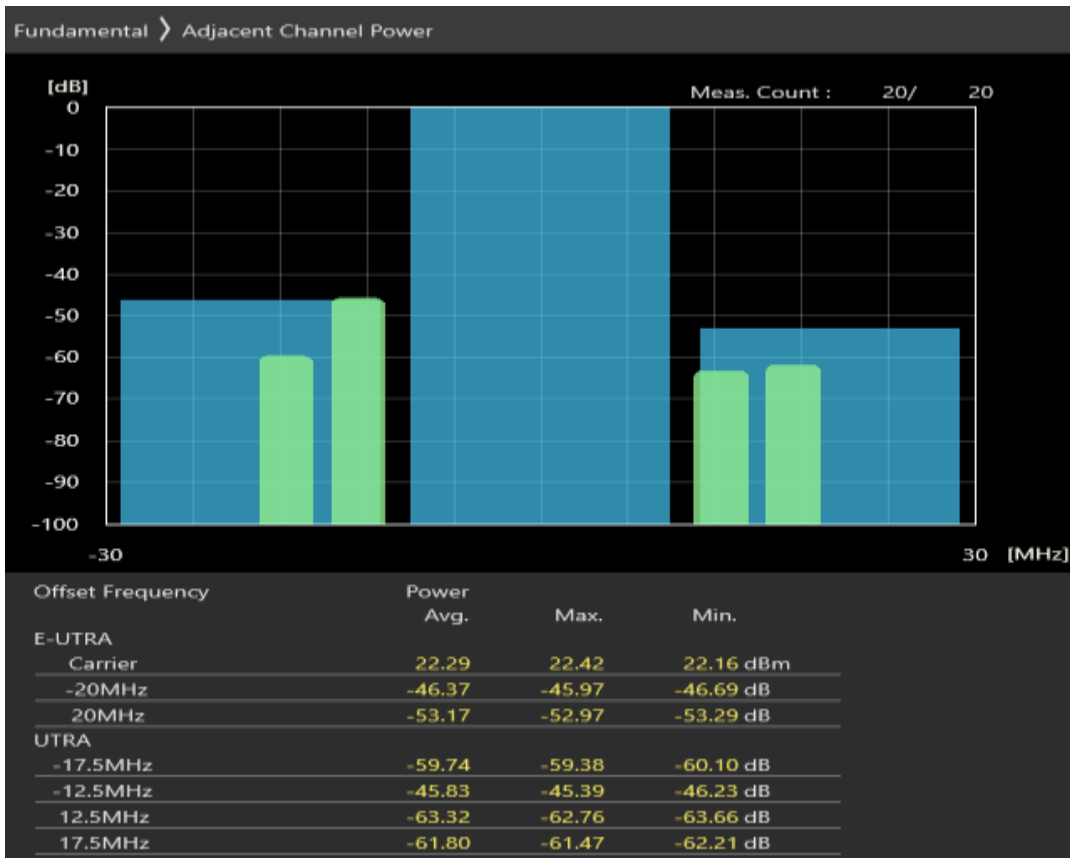 Fundamental 〉 Adjacent Channel Power
[dB]
Meas. Count : 20/ 20
0
-10
-20
-30
-40
-50
-60
-70
-80
-90
-100
-30 30 [MHz]
Offset Frequency Power
Avg. Max. Min.
E-UTRA
Carrier 22.29 22.42 22.16 dBm
-20MHz -46.37 -45.97 -46.69 dB
20MHz -53.17 -52.97 -53.29 dB
UTRA
-17.5MHz -59.74 -59.38 -60.10 dB
-12.5MHz -45.83 -45.39 -46.23 dB
12.5MHz -63.32 -62.76 -63.66 dB
17.5MHz -61.80 -61.47 -62.21 dB